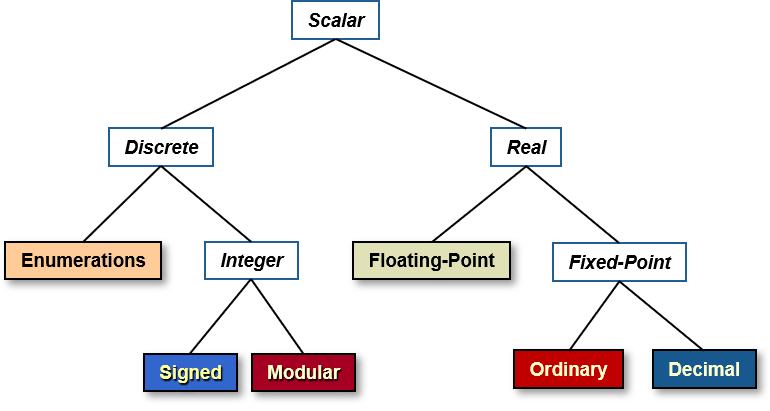 Scalar
Discrete
Real
Enumerations
Integer
Floating-Point
Fixed-Point
Signed
Modular
Ordinary
Decimal